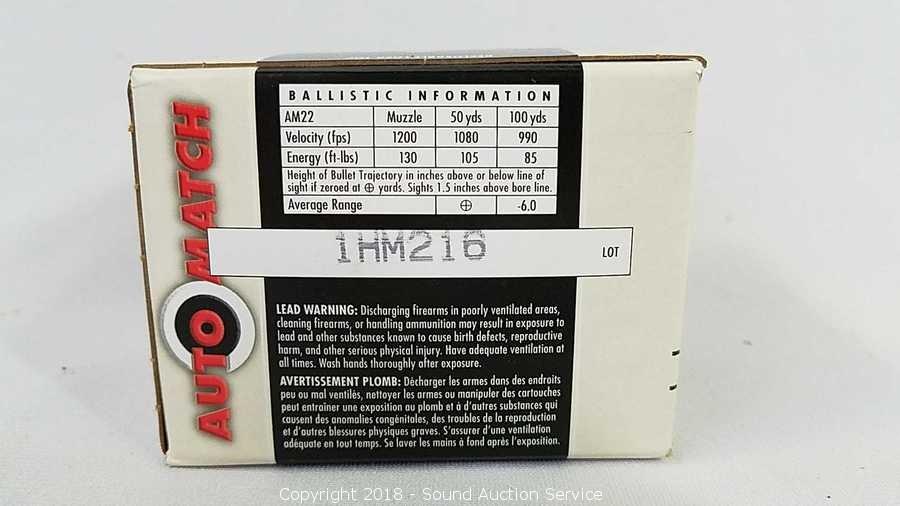 BALLISTIC INFORMATION
AM22 Muzzle 50 yds 100 yds
Velocity (fps) 1200 1080 990
Energy (ft-lbs) 130 105 85
Height of Bullet Trajectory in inches above or below line of
sight if zeroed at ⊕ yards. Sights 1.5 inches above bore line.
Average Range ⊕ -6.0
AUTOMATCH
1HM216
LOT
LEAD WARNING: Discharging firearms in poorly ventilated areas,
cleaning firearms, or handling ammunition may result in exposure to
lead and other substances known to cause birth defects, reproductive
harm, and other serious physical injury. Have adequate ventilation at
all times. Wash hands thoroughly after exposure.
AVERTISSEMENT PLOMB: Décharger les armes dans des endroits
peu ou mal ventilés, nettoyer les armes ou manipuler des cartouches
peut entrainer une exposition au plomb et à d'autres substances qui
causent des anomalies congénitales, des troubles de la reproduction
et d'autres blessures physiques graves. S'assurer d'une ventilation
adéquate en tout temps. Se laver les mains à fond après l'exposition.
Copyright 2018 - Sound Auction Service